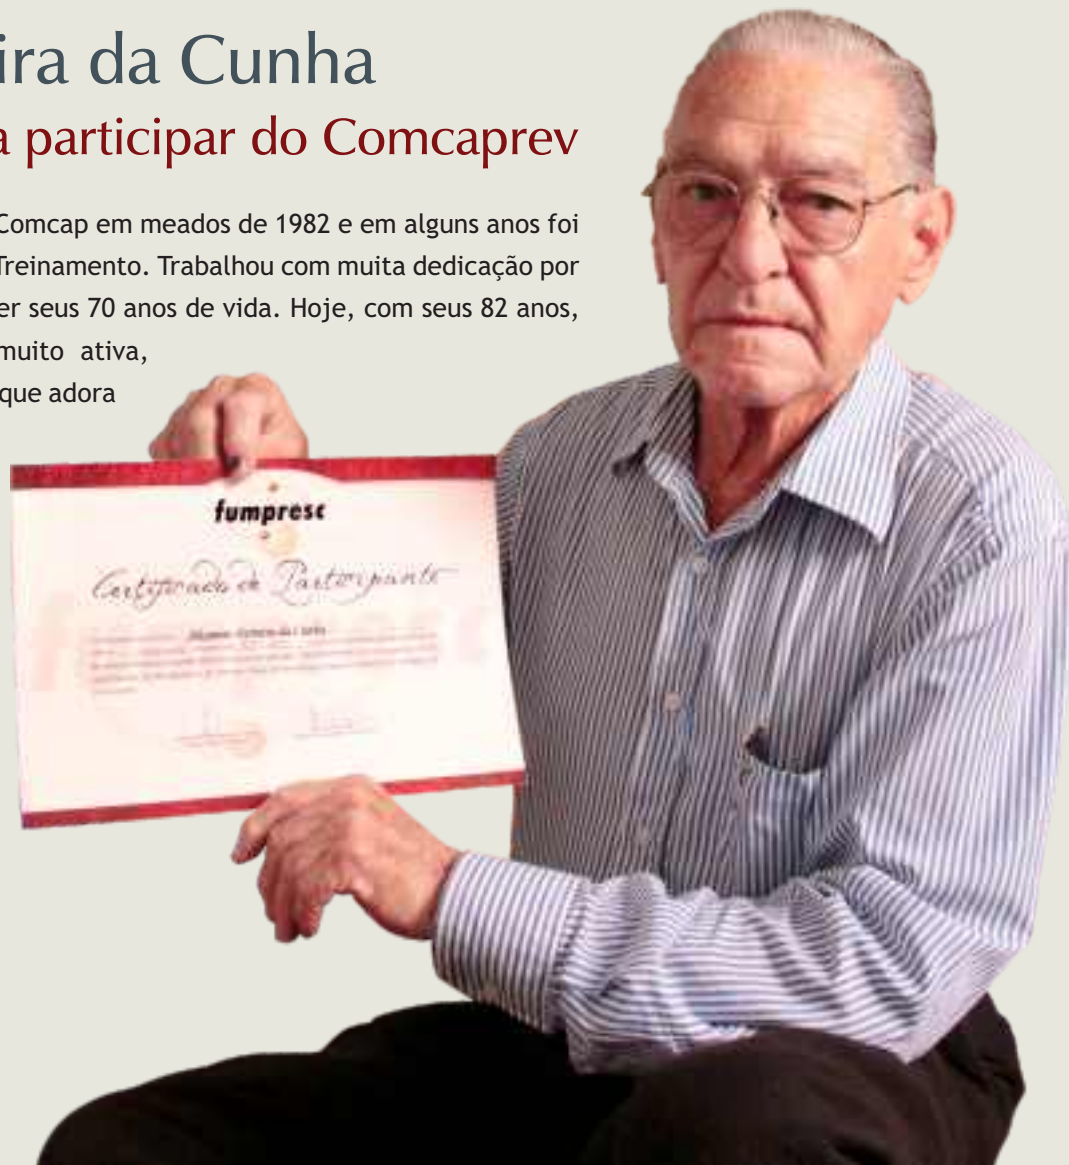 ira da Cunha
a participar do Comcaprev
Comcap em meados de 1982 e em alguns anos foi
Treinamento. Trabalhou com muita dedicação por
er seus 70 anos de vida. Hoje, com seus 82 anos,
muito ativa,
que adora
fumpresc
Certificado de Participante